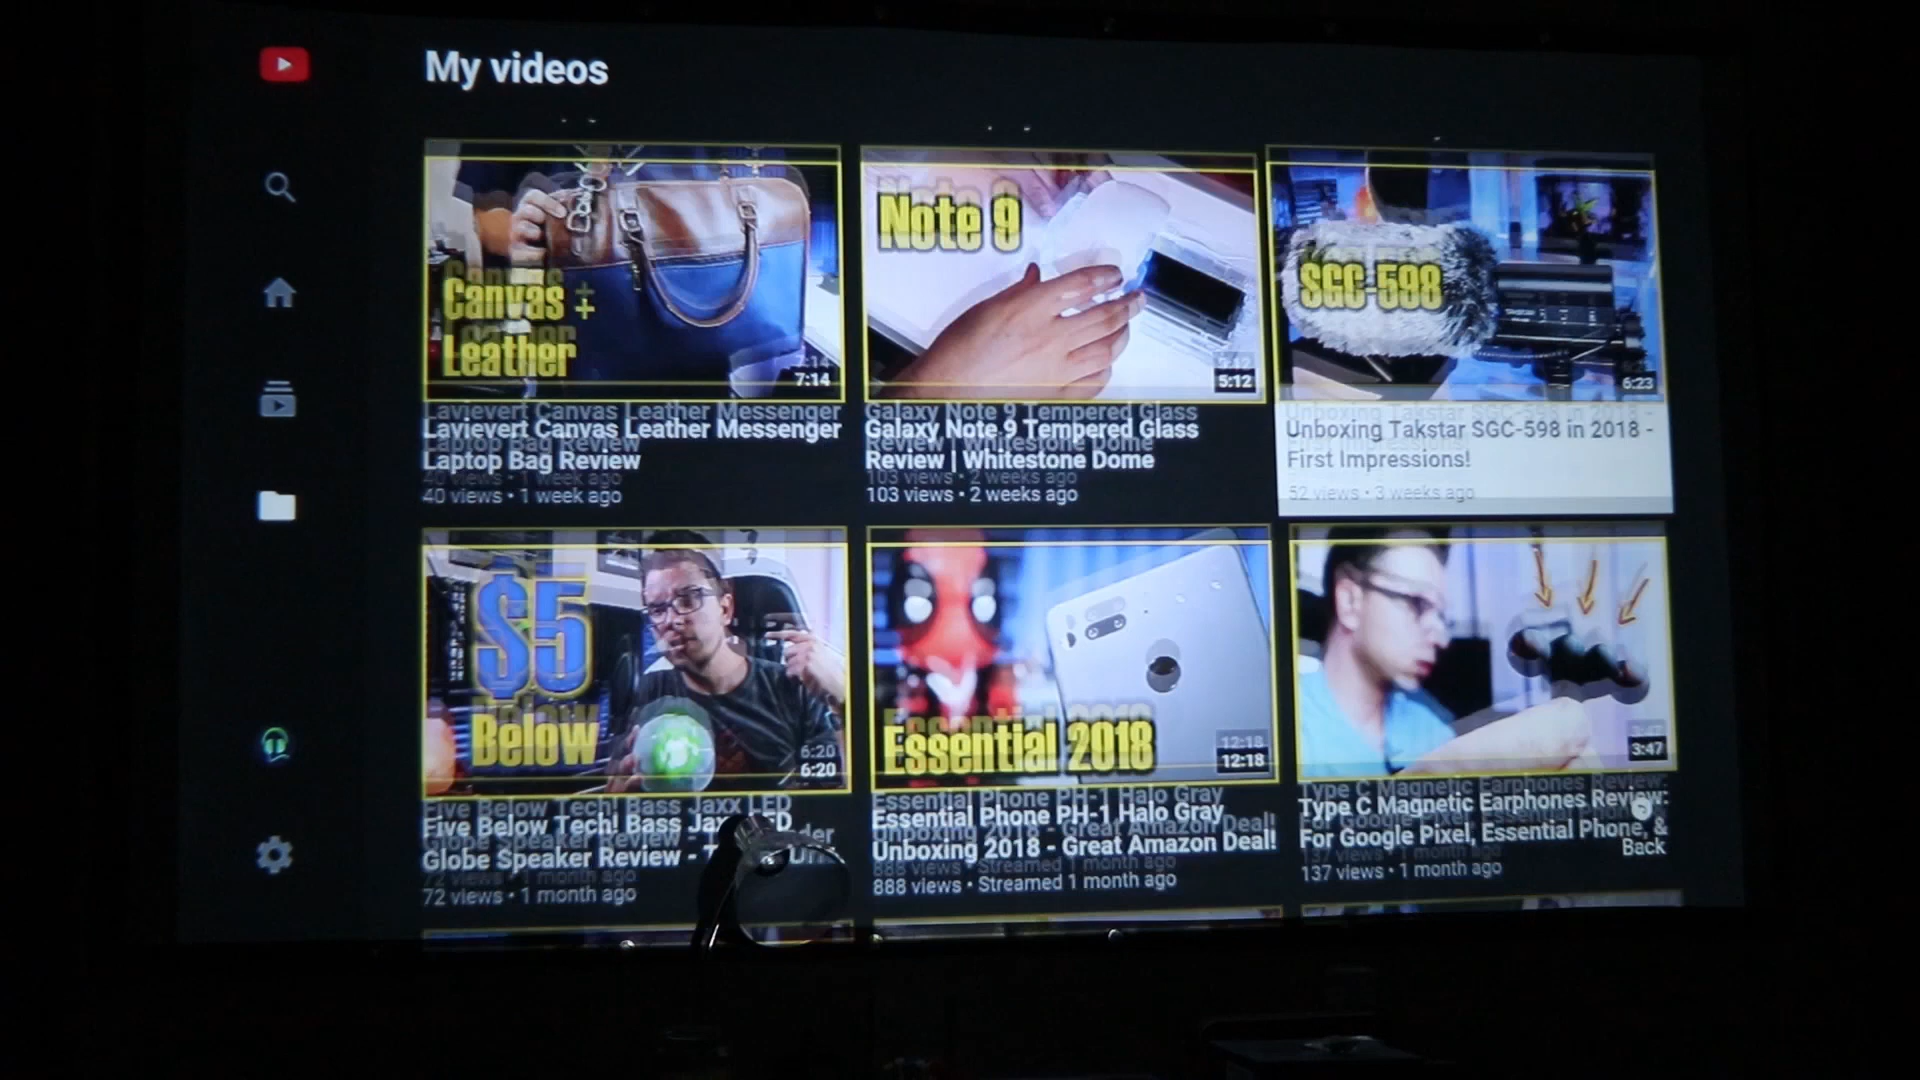 My videos
Canvas +
Leather
7:14
Note 9
5:12
SGC-598
6:23
Lavievert Canvas Leather Messenger
Laptop Bag Review
40 views • 1 week ago
Galaxy Note 9 Tempered Glass
Review | Whitestone Dome
103 views • 2 weeks ago
Unboxing Takstar SGC-598 in 2018 -
First Impressions!
52 views • 3 weeks ago
$5
Below
6:20
Essential 2018
12:18
3:47
Five Below Tech! Bass Jaxx LED
Globe Speaker Review -
72 views • 1 month ago
Essential Phone PH-1 Halo Gray
Unboxing 2018 - Great Amazon Deal!
888 views • Streamed 1 month ago
Type C Magnetic Earphones Review:
For Google Pixel, Essential Phone, &
137 views • 1 month ago
Back